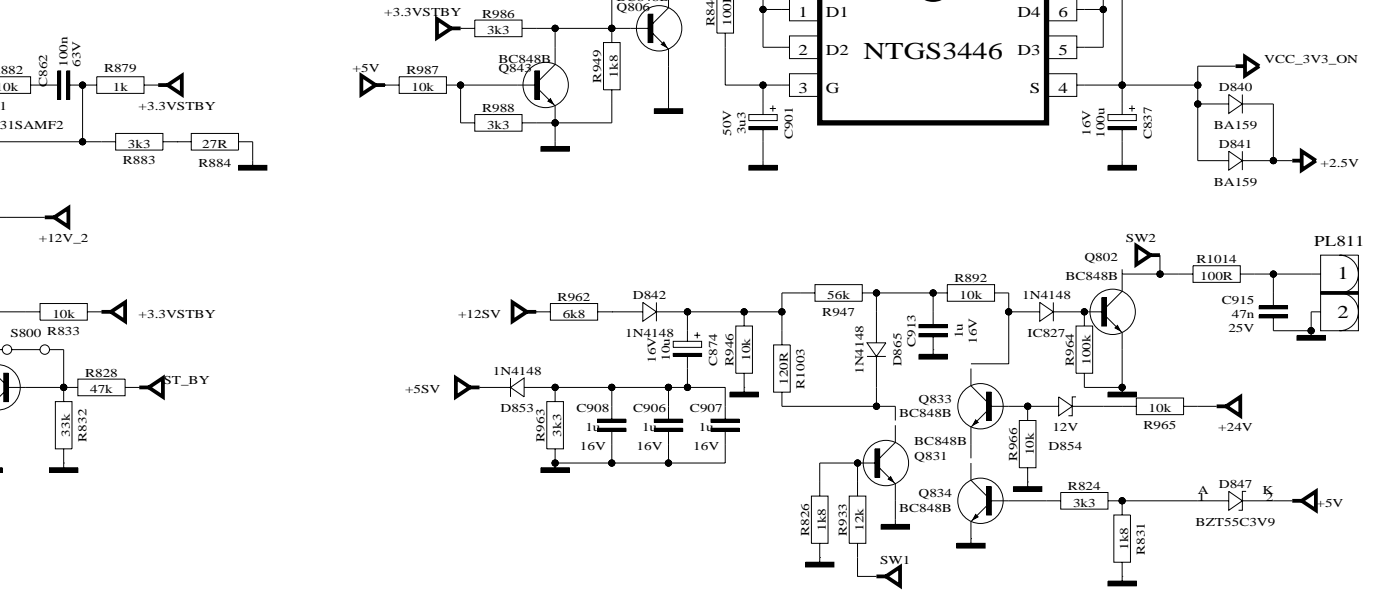 +3.3VSTBY
R986
3k3
Q806
100n
63V
C862
R879
1k
+3.3VSTBY
31SAMF2
3k3
R883
27R
R884
+5V
R987
10k
BC848B
Q843
R988
3k3
R949
1k8
1 D1
2 D2
3 G
NTGS3446
D4 6
D3 5
S 4
50V
3u3
C901
16V
100u
C837
VCC_3V3_ON
D840
BA159
D841
BA159
+2.5V
+12V_2
10k
R833
+3.3VSTBY
S800
R828
47k
ST_BY
33k
R832
+12SV
R962
6k8
D842
1N4148
16V
10u
C874
R946
10k
+5SV
1N4148
D853
R963
3k3
C908
1u
16V
C906
1u
16V
C907
1u
16V
56k
R947
120R
R1003
1N4148
D865
C913
1u
16V
R892
10k
1N4148
IC827
R964
100k
Q802
BC848B
SW2
R1014
100R
C915
47n
25V
PL811
1
2
Q833
BC848B
BC848B
Q831
Q834
BC848B
R966
10k
12V
D854
10k
R965
+24V
R826
1k8
R933
12k
SW1
R824
3k3
1k8
R831
A
1
D847
K
2
BZT55C3V9
+5V